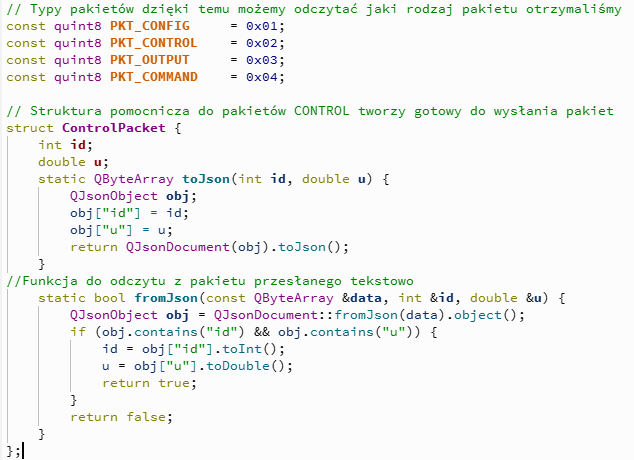 // Typy pakietów dzięki temu możemy odczytać jaki rodzaj pakietu otrzymaliśmy
const quint8 PKT_CONFIG     = 0x01;
const quint8 PKT_CONTROL    = 0x02;
const quint8 PKT_OUTPUT     = 0x03;
const quint8 PKT_COMMAND    = 0x04;

// Struktura pomocnicza do pakietów CONTROL tworzy gotowy do wysłania pakiet
struct ControlPacket {
    int id;
    double u;
    static QByteArray toJson(int id, double u) {
        QJsonObject obj;
        obj["id"] = id;
        obj["u"] = u;
        return QJsonDocument(obj).toJson();
    }
//Funkcja do odczytu z pakietu przesłanego tekstowo
    static bool fromJson(const QByteArray &data, int &id, double &u) {
        QJsonObject obj = QJsonDocument::fromJson(data).object();
        if (obj.contains("id") && obj.contains("u")) {
            id = obj["id"].toInt();
            u = obj["u"].toDouble();
            return true;
        }
        return false;
    }
};